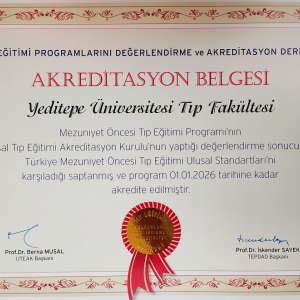 EĞİTİMİ PROGRAMLARINI DEĞERLENDİRME ve AKREDİTASYON DER
AKREDİTASYON BELGESİ
Yeditepe Üniversitesi Tıp Fakültesi
Mezuniyet Öncesi Tıp Eğitimi Programı'nın
Tıp Eğitimi Akreditasyon Kurulu'nun yaptığı değerlendirme sonucu
Türkiye Mezuniyet Öncesi Tıp Eğitimi Ulusal Standartları'nı
karşıladığı saptanmış ve program 01.01.2026 tarihine kadar
akredite edilmiştir.
Prof.Dr. Berna MUSAL
UTEAK Başkanı
Prof.Dr. İskender SAYEK
TEPDAD Başkanı